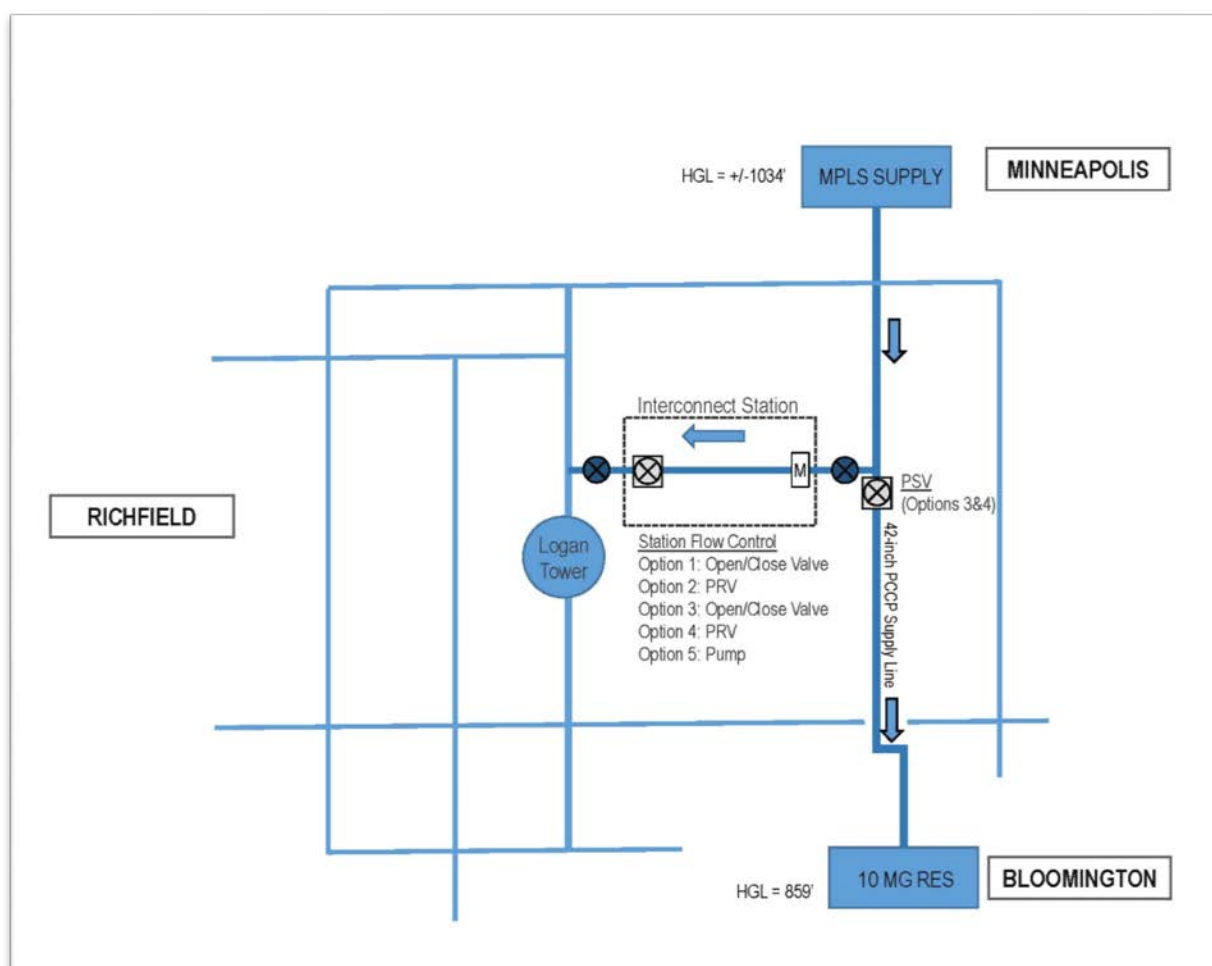 HGL = +/-1034'
MPLS SUPPLY
MINNEAPOLIS
Interconnect Station
M
PSV
(Options 3&4)
RICHFIELD
Logan
Tower
Station Flow Control
Option 1: Open/Close Valve
Option 2: PRV
Option 3: Open/Close Valve
Option 4: PRV
Option 5: Pump
42-inch PCCP Supply Line
HGL = 859'
10 MG RES
BLOOMINGTON